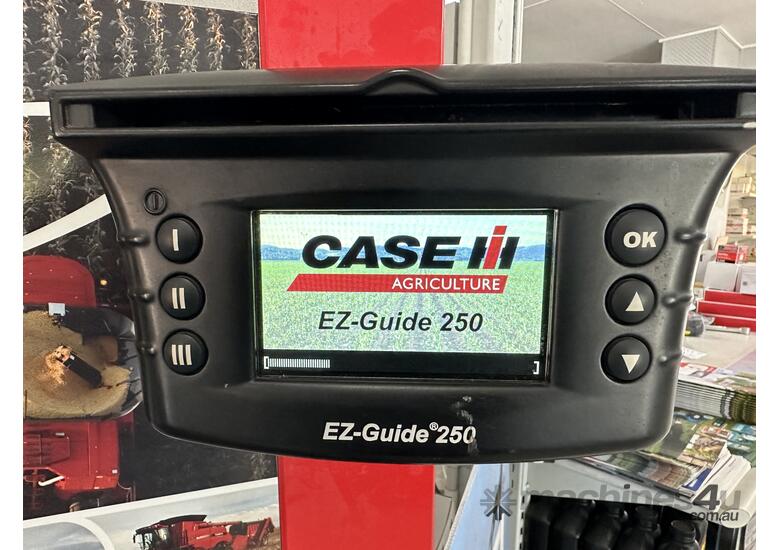 CASE IH
AGRICULTURE
EZ-Guide 250
I
II
III
OK
EZ-Guide®250
machines4u
.com.au